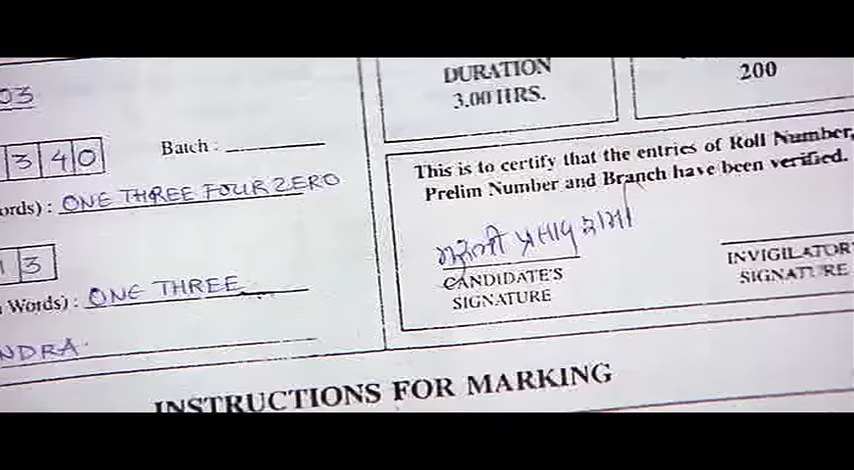 03
340
Batch :
ords) : ONE THREE FOUR ZERO
13
Words) : ONE THREE
NDRA.
DURATION
3.00 HRS.
200
This is to certify that the entries of Roll Number,
Prelim Number and Branch have been verified.
प्रताप शर्मा
CANDIDATE'S
SIGNATURE
INVIGILATOR'
SIGNATURE
INSTRUCTIONS FOR MARKING